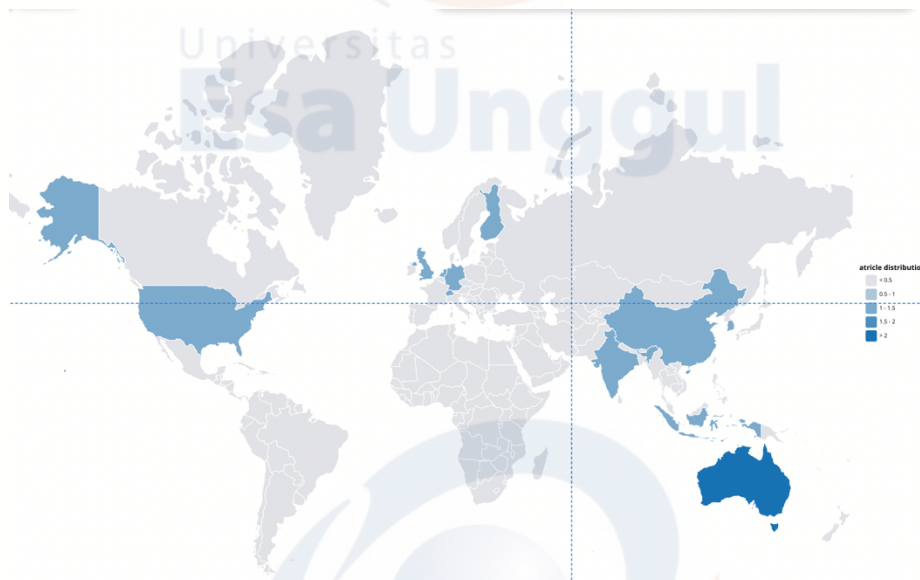 Universitas
Esa Unggul
atricle distributio
< 0.5
0.5 - 1
1 - 1.5
1.5 - 2
> 2